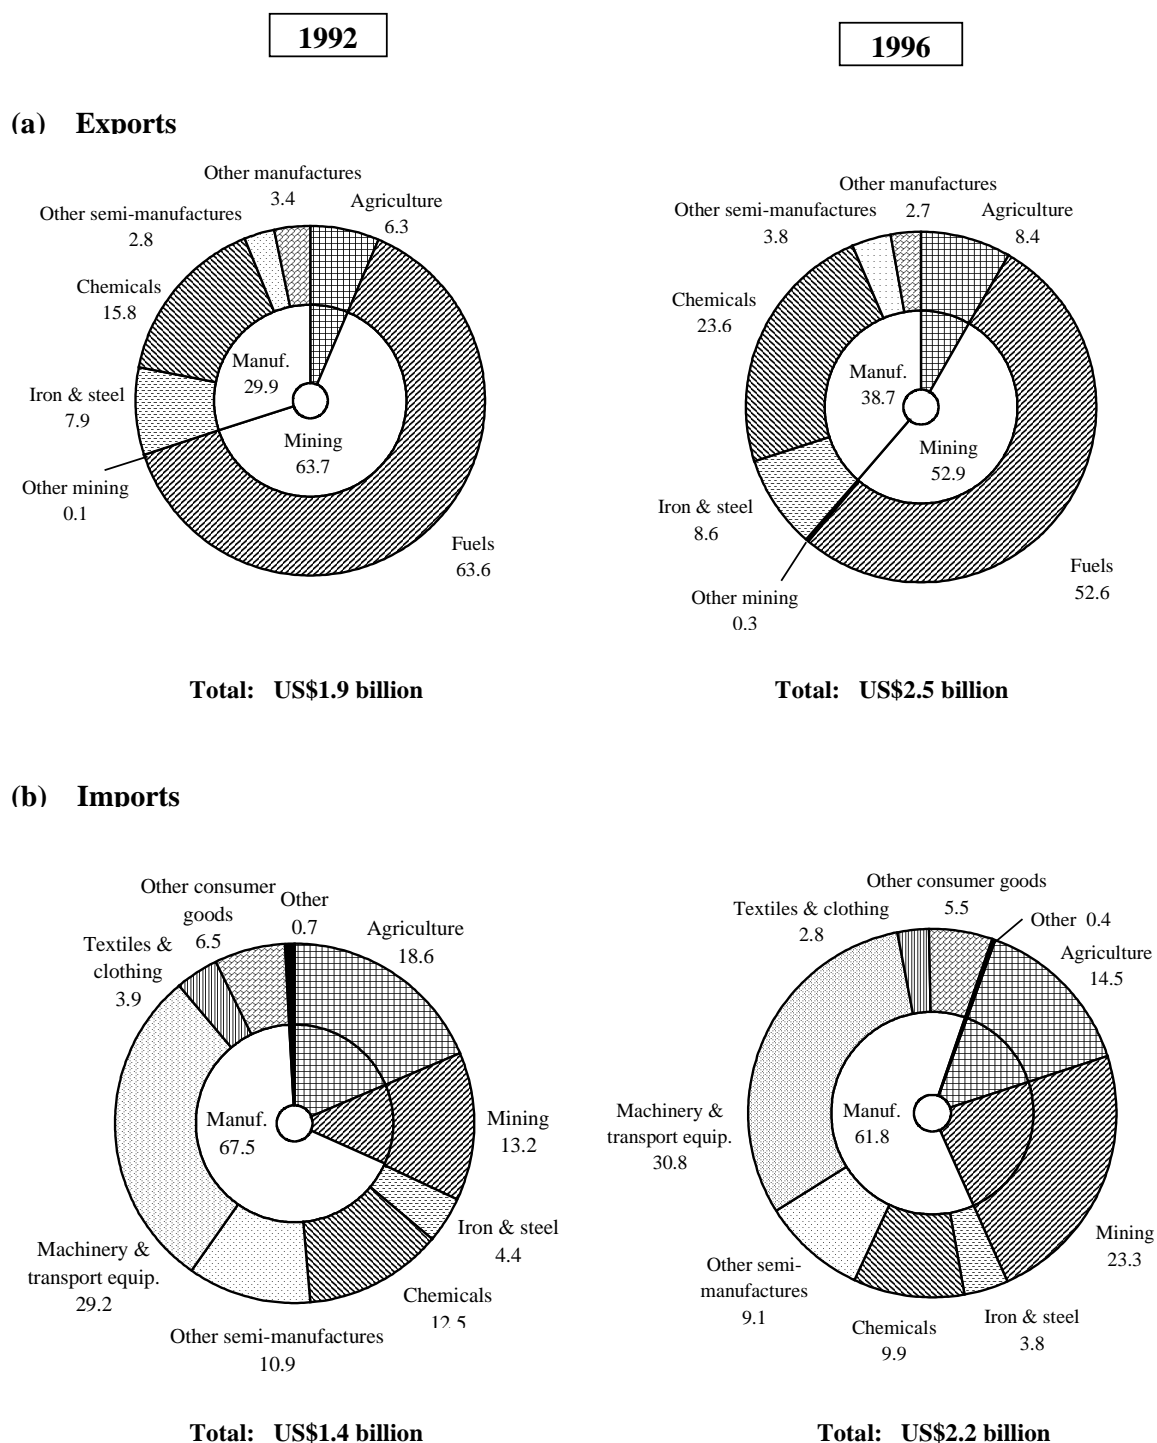 1992
1996
(a) Exports
Other manufactures
3.4
Agriculture
6.3
Other semi-manufactures
2.8
Chemicals
15.8
Manuf.
29.9
Iron & steel
7.9
Mining
63.7
Other mining
0.1
Fuels
63.6
Total: US$1.9 billion
Other manufactures
2.7
Agriculture
8.4
Other semi-manufactures
3.8
Chemicals
23.6
Manuf.
38.7
Mining
52.9
Iron & steel
8.6
Fuels
52.6
Other mining
0.3
Total: US$2.5 billion
(b) Imports
Other consumer
goods
6.5
Other
0.7
Agriculture
18.6
Textiles &
clothing
3.9
Manuf.
67.5
Mining
13.2
Iron & steel
4.4
Machinery &
transport equip.
29.2
Chemicals
12.5
Other semi-manufactures
10.9
Total: US$1.4 billion
Other consumer goods
5.5
Textiles & clothing
2.8
Other 0.4
Agriculture
14.5
Machinery &
transport equip.
30.8
Manuf.
61.8
Mining
23.3
Other semi-
manufactures
9.1
Chemicals
9.9
Iron & steel
3.8
Total: US$2.2 billion